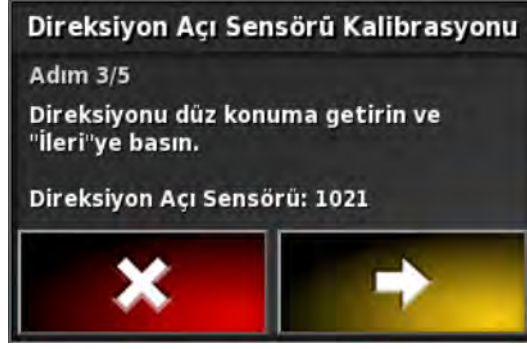 Direksiyon Açı Sensörü Kalibrasyonu
Adım 3/5
Direksiyonu düz konuma getirin ve
"İleri"ye basın.
Direksiyon Açı Sensörü: 1021